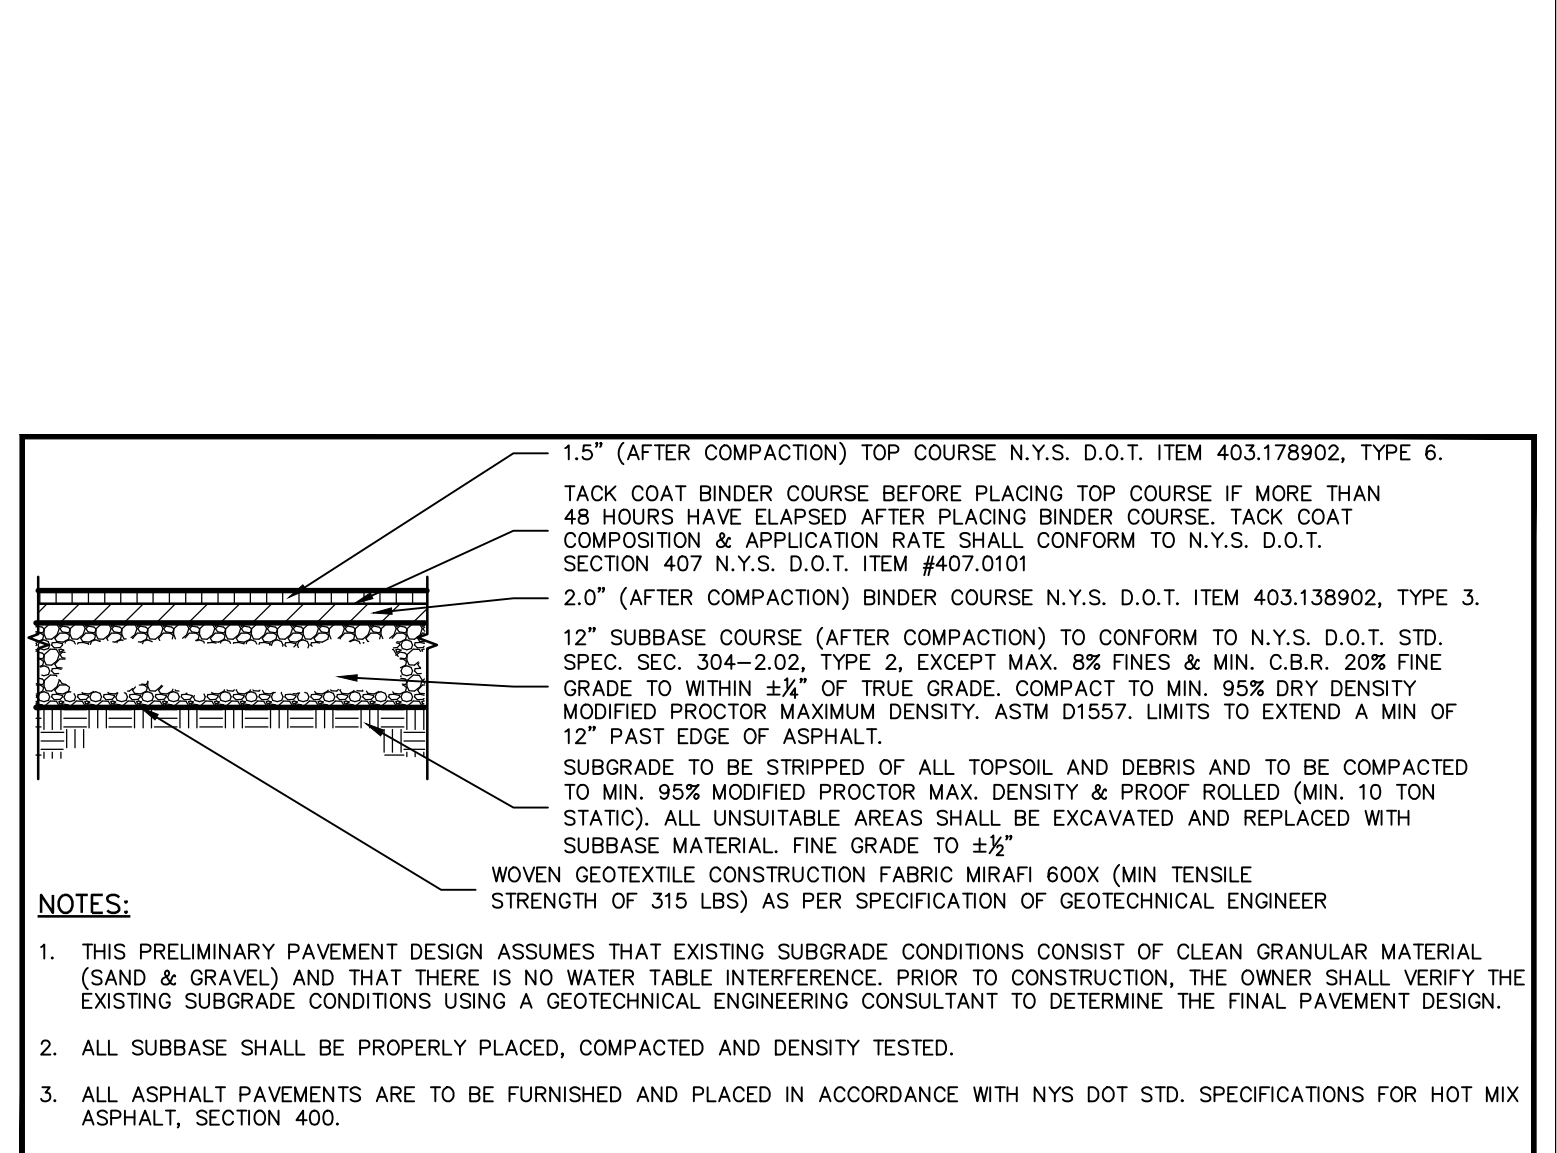 1.5" (AFTER COMPACTION) TOP COURSE N.Y.S. D.O.T. ITEM 403.178902, TYPE 6.
TACK COAT BINDER COURSE BEFORE PLACING TOP COURSE IF MORE THAN
48 HOURS HAVE ELAPSED AFTER PLACING BINDER COURSE. TACK COAT
COMPOSITION & APPLICATION RATE SHALL CONFORM TO N.Y.S. D.O.T.
SECTION 407 N.Y.S. D.O.T. ITEM #407.0101
2.0" (AFTER COMPACTION) BINDER COURSE N.Y.S. D.O.T. ITEM 403.138902, TYPE 3.
12" SUBBASE COURSE (AFTER COMPACTION) TO CONFORM TO N.Y.S. D.O.T. STD.
SPEC. SEC. 304-2.02, TYPE 2, EXCEPT MAX. 8% FINES & MIN. C.B.R. 20% FINE
GRADE TO WITHIN ±¼" OF TRUE GRADE. COMPACT TO MIN. 95% DRY DENSITY
MODIFIED PROCTOR MAXIMUM DENSITY. ASTM D1557. LIMITS TO EXTEND A MIN OF
12" PAST EDGE OF ASPHALT.
SUBGRADE TO BE STRIPPED OF ALL TOPSOIL AND DEBRIS AND TO BE COMPACTED
TO MIN. 95% MODIFIED PROCTOR MAX. DENSITY & PROOF ROLLED (MIN. 10 TON
STATIC). ALL UNSUITABLE AREAS SHALL BE EXCAVATED AND REPLACED WITH
SUBBASE MATERIAL. FINE GRADE TO ±½"
WOVEN GEOTEXTILE CONSTRUCTION FABRIC MIRAFI 600X (MIN TENSILE
STRENGTH OF 315 LBS) AS PER SPECIFICATION OF GEOTECHNICAL ENGINEER
NOTES:
1. THIS PRELIMINARY PAVEMENT DESIGN ASSUMES THAT EXISTING SUBGRADE CONDITIONS CONSIST OF CLEAN GRANULAR MATERIAL
(SAND & GRAVEL) AND THAT THERE IS NO WATER TABLE INTERFERENCE. PRIOR TO CONSTRUCTION, THE OWNER SHALL VERIFY THE
EXISTING SUBGRADE CONDITIONS USING A GEOTECHNICAL ENGINEERING CONSULTANT TO DETERMINE THE FINAL PAVEMENT DESIGN.
2. ALL SUBBASE SHALL BE PROPERLY PLACED, COMPACTED AND DENSITY TESTED.
3. ALL ASPHALT PAVEMENTS ARE TO BE FURNISHED AND PLACED IN ACCORDANCE WITH NYS DOT STD. SPECIFICATIONS FOR HOT MIX
ASPHALT, SECTION 400.